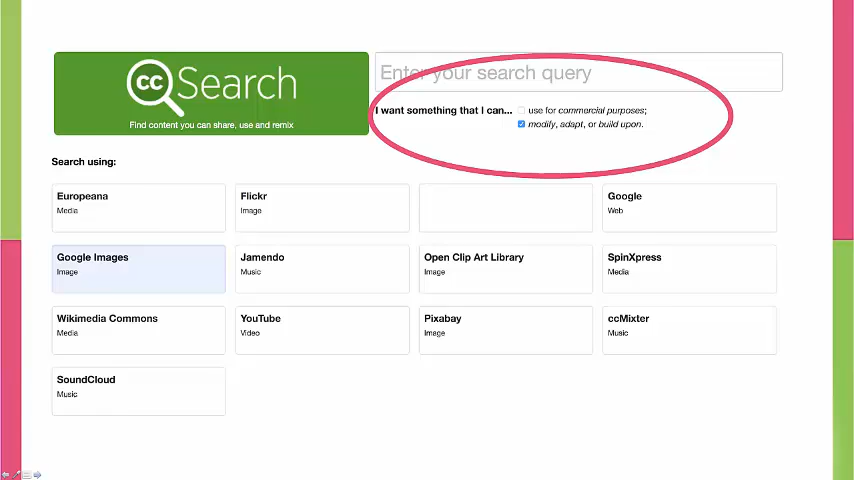 cc Search
Find content you can share, use and remix
Enter your search query
I want something that I can... use for commercial purposes;
modify, adapt, or build upon.
Search using:
Europeana
Media
Flickr
Image
Google
Web
Google Images
Image
Jamendo
Music
Open Clip Art Library
Image
SpinXpress
Media
Wikimedia Commons
Media
YouTube
Video
Pixabay
Image
ccMixter
Music
SoundCloud
Music